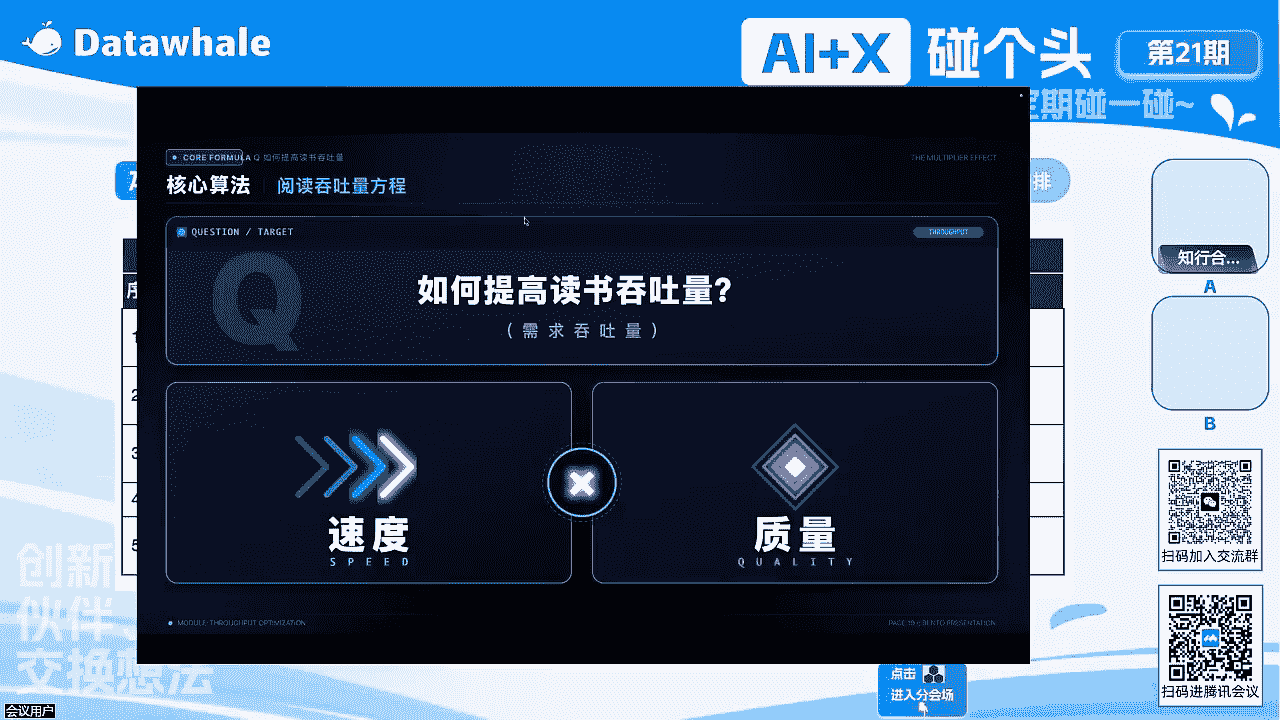 Datawhale
AI+X 碰个头 第21期
定期碰一碰~
CORE FORMULA Q 如何提高读书吞吐量
THE MULTIPLIER EFFECT
核心算法 阅读吞吐量方程
排
QUESTION / TARGET
THROUGHPUT
Q
如何提高读书吞吐量?
(需求吞吐量)
知行合...
A
B
速度
SPEED
质量
QUALITY
扫码加入交流群
创新
伙伴
交换想法
MODULE: THROUGHPUT OPTIMIZATION
点击
进入分会场
扫码进腾讯会议
会议用户